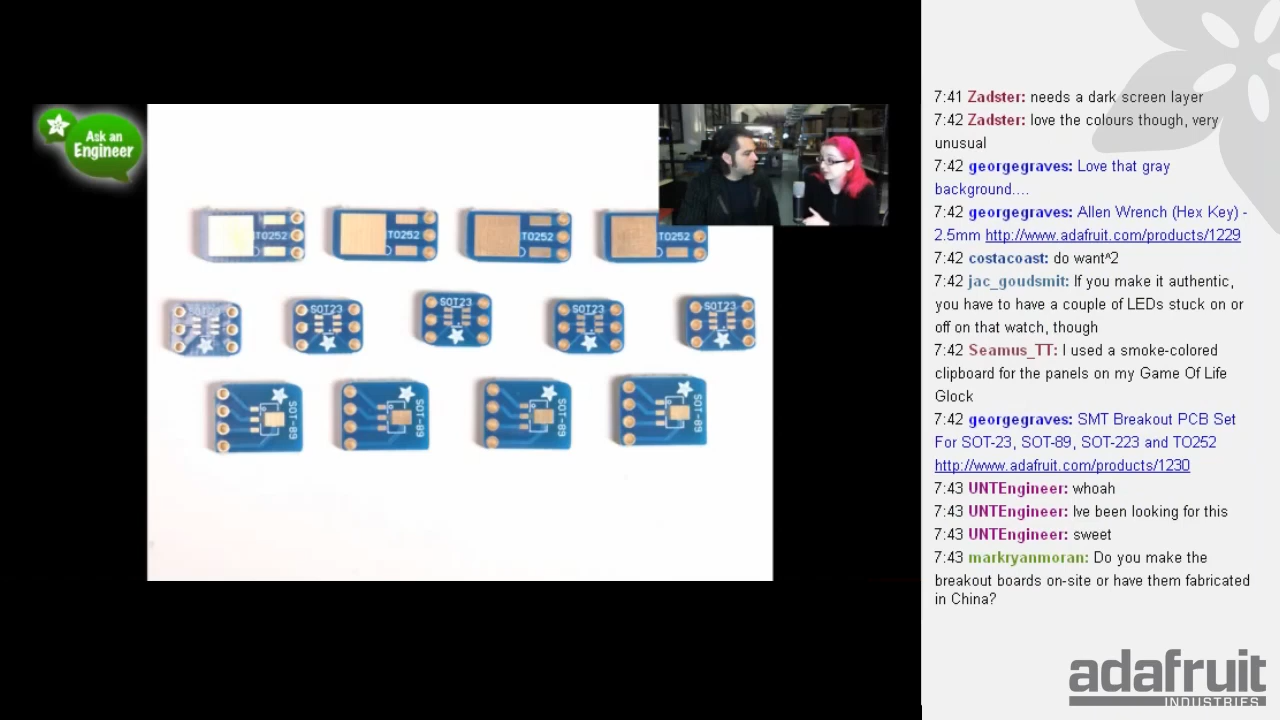 Ask an
Engineer
TO252
TO252
TO252
TO252
SOT23
SOT23
SOT23
SOT23
SOT-89
SOT-89
SOT-89
SOT-89
7:41 Zadster: needs a dark screen layer
7:42 Zadster: love the colours though, very
unusual
7:42 georgegraves: Love that gray
background....
7:42 georgegraves: Allen Wrench (Hex Key) -
2.5mm http://www.adafruit.com/products/1229
7:42 costacoast: do want^2
7:42 jac_goudsmit: If you make it authentic,
you have to have a couple of LEDs stuck on or
off on that watch, though
7:42 Seamus_TT: I used a smoke-colored
clipboard for the panels on my Game Of Life
Glock
7:42 georgegraves: SMT Breakout PCB Set
For SOT-23, SOT-89, SOT-223 and TO252
http://www.adafruit.com/products/1230
7:43 UNTEngineer: whoah
7:43 UNTEngineer: Ive been looking for this
7:43 UNTEngineer: sweet
7:43 markryanmoran: Do you make the
breakout boards on-site or have them fabricated
in China?
adafruit
INDUSTRIES